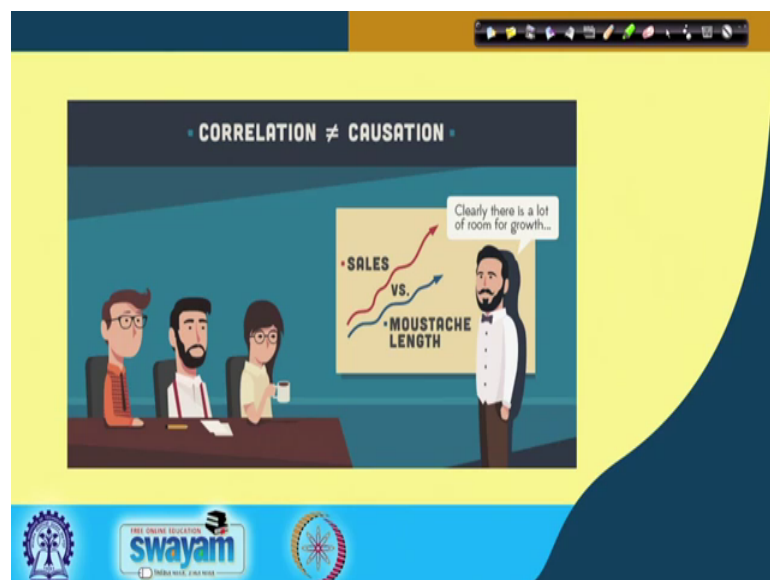 CORRELATION ≠ CAUSATION
Clearly there is a lot
of room for growth...
SALES
VS.
MOUSTACHE
LENGTH
FREE ONLINE EDUCATION
swayam